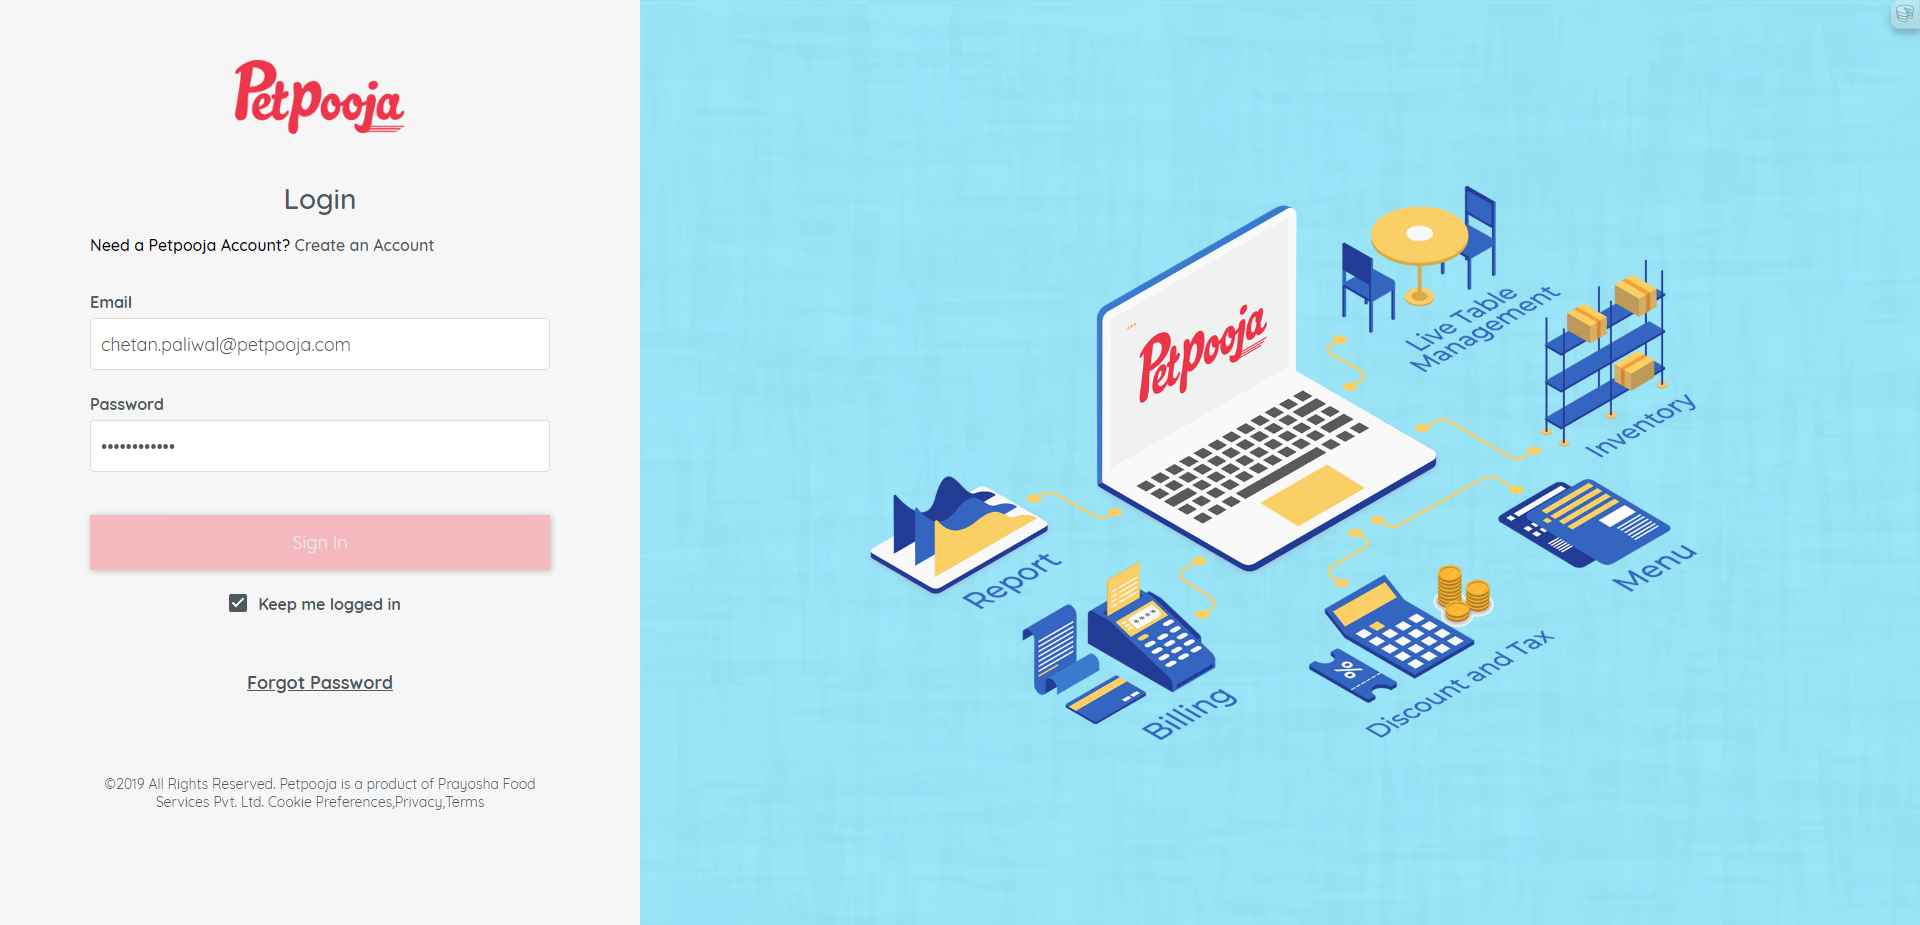 Petpooja
Login
Need a Petpooja Account? Create an Account
Email
chetan.paliwal@petpooja.com
Password
••••••••••••
Sign In
Keep me logged in
Forgot Password
©2019 All Rights Reserved. Petpooja is a product of Prayosha Food
Services Pvt. Ltd. Cookie Preferences,Privacy,Terms
Petpooja
Live Table
Management
Inventory
Menu
Discount and Tax
%
Billing
****
Report